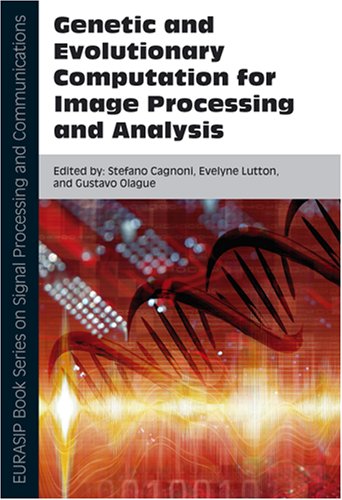 Genetic and
Evolutionary
Computation for
Image Processing
and Analysis
Edited by: Stefano Cagnoni, Evelyne Lutton,
and Gustavo Olague
EURASIP Book Series on Signal Processing and Communications